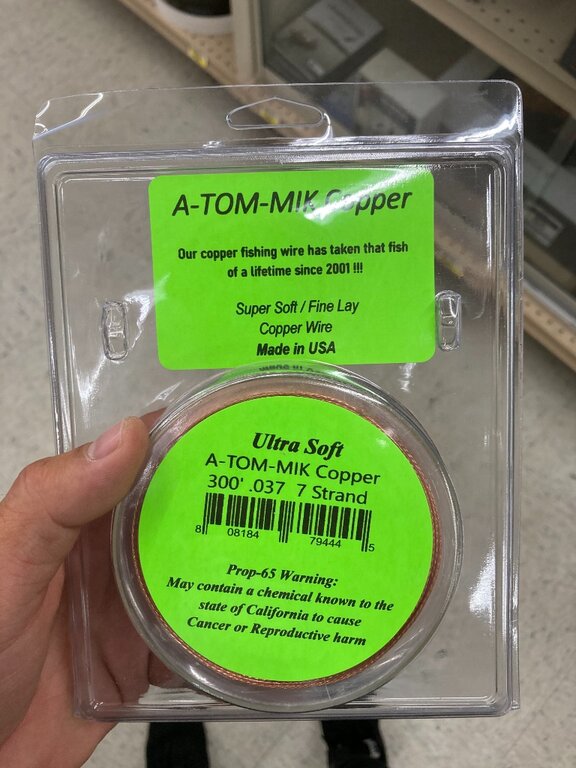 A-TOM-MIK Copper
Our copper fishing wire has taken that fish
of a lifetime since 2001 !!!
Super Soft / Fine Lay
Copper Wire
Made in USA
Ultra Soft
A-TOM-MIK Copper
300' .037 7 Strand
8 08184 79444 5
Prop-65 Warning:
May contain a chemical known to the
state of California to cause
Cancer or Reproductive harm